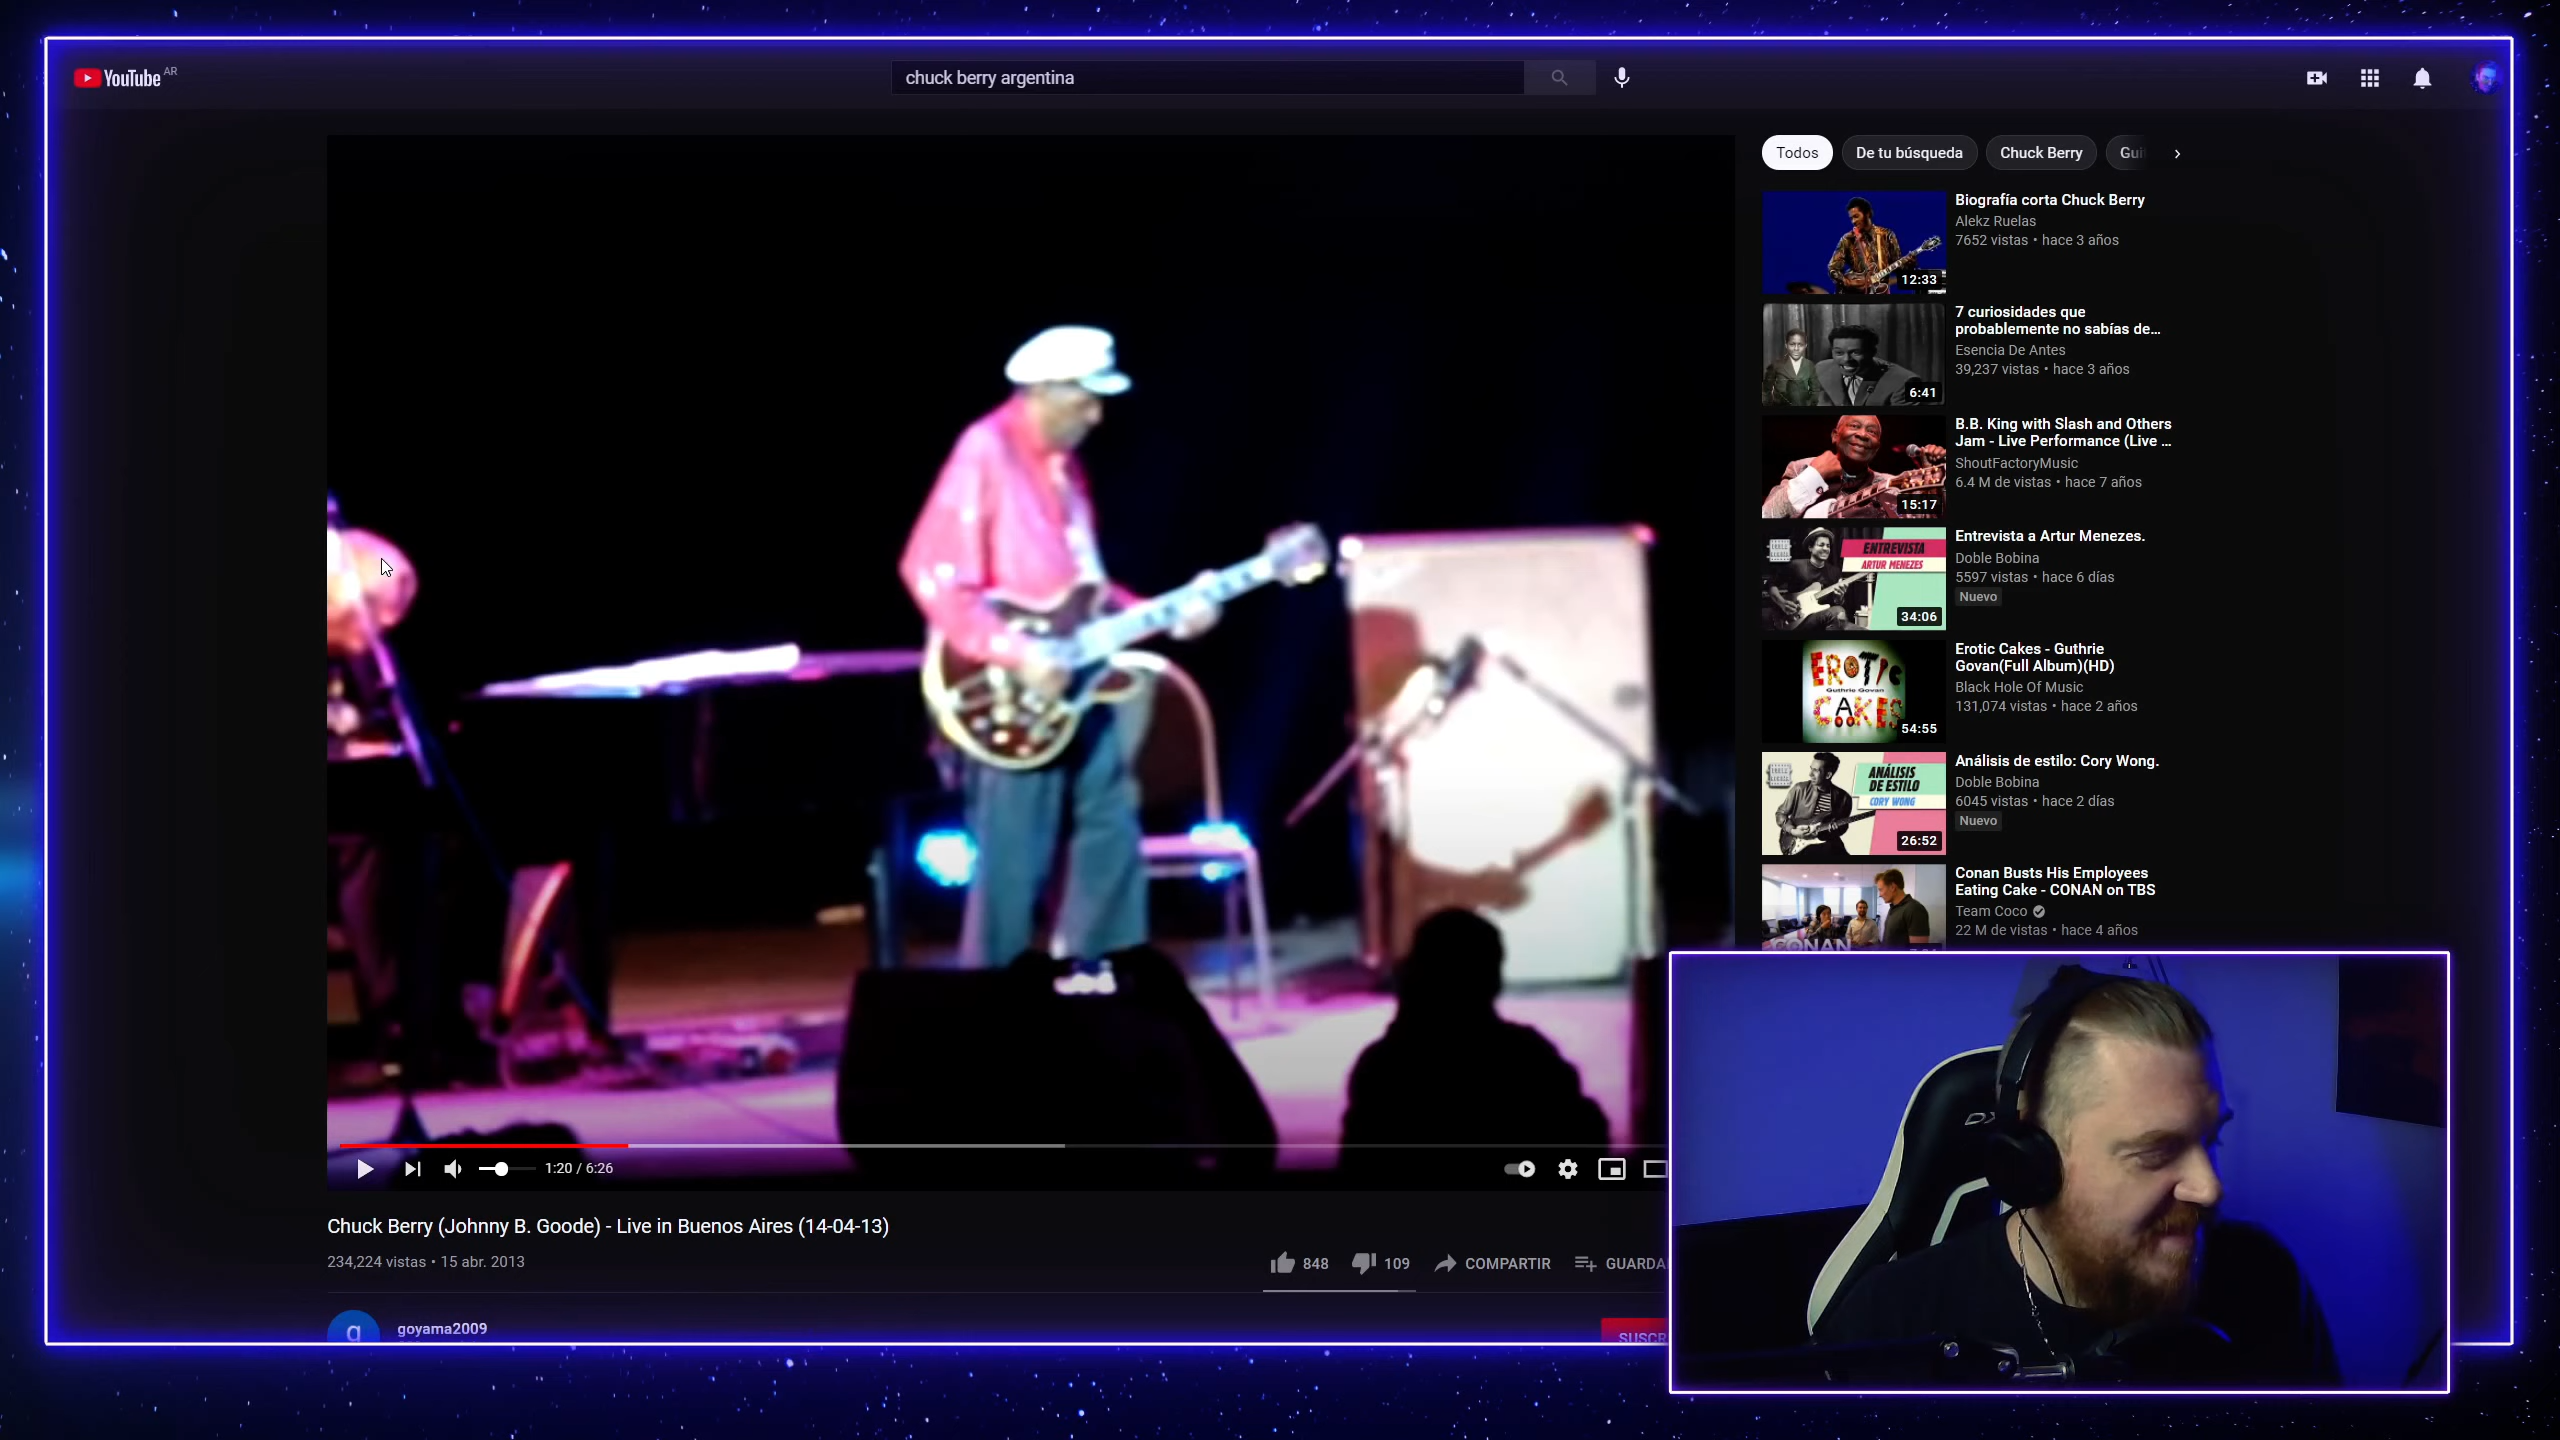 YouTube AR
chuck berry argentina
Todos
De tu búsqueda
Chuck Berry
Biografía corta Chuck Berry
Alekz Ruelas
7652 vistas • hace 3 años
12:33
7 curiosidades que
probablemente no sabías de...
Esencia De Antes
39,237 vistas • hace 3 años
6:41
B.B. King with Slash and Others
Jam - Live Performance (Live ...
ShoutFactoryMusic
6.4 M de vistas • hace 7 años
15:17
ENTREVISTA
ARTUR MENEZES
34:06
Entrevista a Artur Menezes.
Doble Bobina
5597 vistas • hace 6 días
Nuevo
EROTIC
Guthrie Govan
CAKES
54:55
Erotic Cakes - Guthrie
Govan(Full Album)(HD)
Black Hole Of Music
131,074 vistas • hace 2 años
ANÁLISIS
DE ESTILO
CORY WONG
26:52
Análisis de estilo: Cory Wong.
Doble Bobina
6045 vistas • hace 2 días
Nuevo
CONAN
Conan Busts His Employees
Eating Cake - CONAN on TBS
Team Coco
22 M de vistas • hace 4 años
1:20 / 6:26
Chuck Berry (Johnny B. Goode) - Live in Buenos Aires (14-04-13)
234,224 vistas • 15 abr. 2013
848
109
COMPARTIR
GUARDA
g
goyama2009
SUSCR